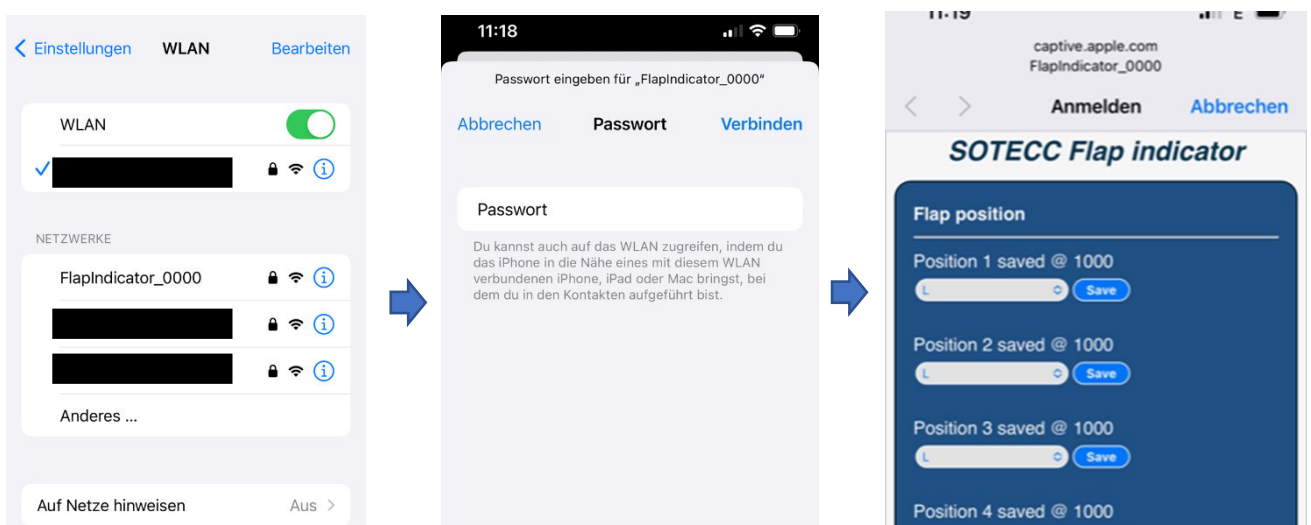 Einstellungen WLAN Bearbeiten
WLAN
NETZWERKE
FlapIndicator_0000
Anderes ...
Auf Netze hinweisen Aus
11:18
Passwort eingeben für „FlapIndicator_0000“
Abbrechen Passwort Verbinden
Passwort
Du kannst auch auf das WLAN zugreifen, indem du
das iPhone in die Nähe eines mit diesem WLAN
verbundenen iPhone, iPad oder Mac bringst, bei
dem du in den Kontakten aufgeführt bist.
11:19 E
captive.apple.com
FlapIndicator_0000
Anmelden Abbrechen
SOTECC Flap indicator
Flap position
Position 1 saved @ 1000
L Save
Position 2 saved @ 1000
L Save
Position 3 saved @ 1000
L Save
Position 4 saved @ 1000